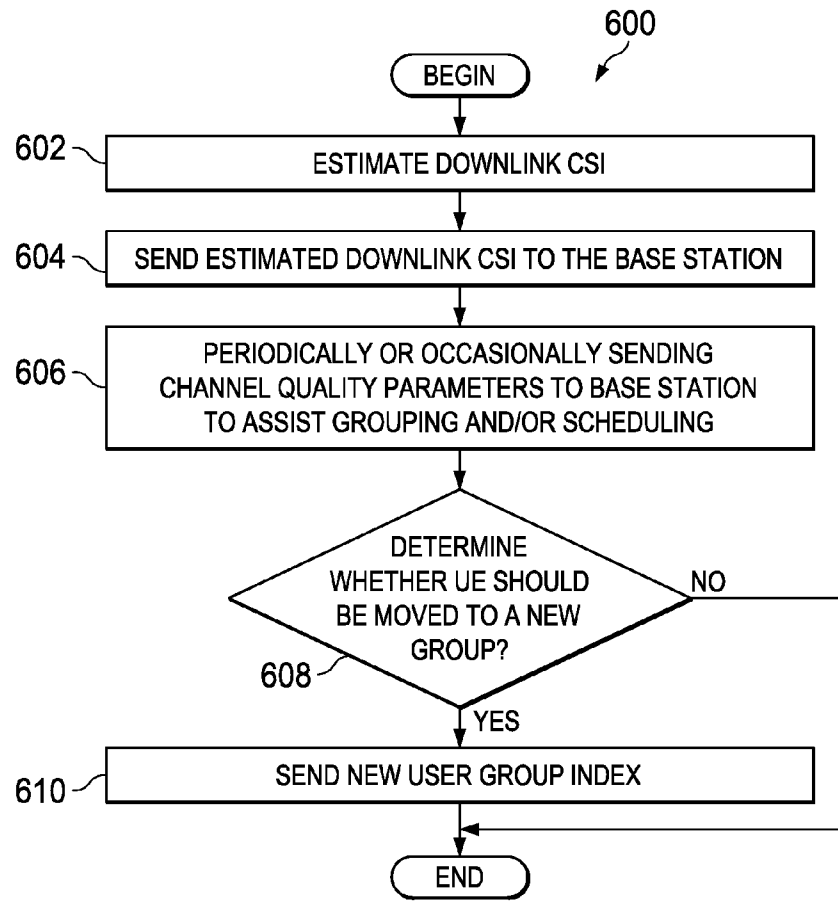 600
BEGIN
602
ESTIMATE DOWNLINK CSI
604
SEND ESTIMATED DOWNLINK CSI TO THE BASE STATION
606
PERIODICALLY OR OCCASIONALLY SENDING
CHANNEL QUALITY PARAMETERS TO BASE STATION
TO ASSIST GROUPING AND/OR SCHEDULING
DETERMINE
WHETHER UE SHOULD
BE MOVED TO A NEW
GROUP?
NO
608
YES
610
SEND NEW USER GROUP INDEX
END